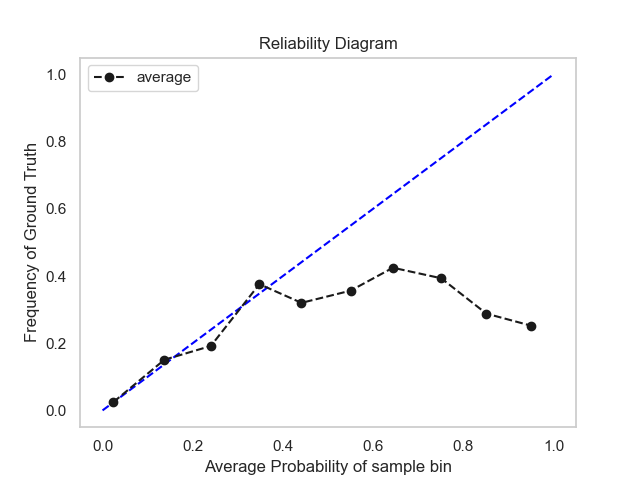 Reliability Diagram
average
Frequency of Ground Truth
1.0
0.8
0.6
0.4
0.2
0.0
0.0 0.2 0.4 0.6 0.8 1.0
Average Probability of sample bin